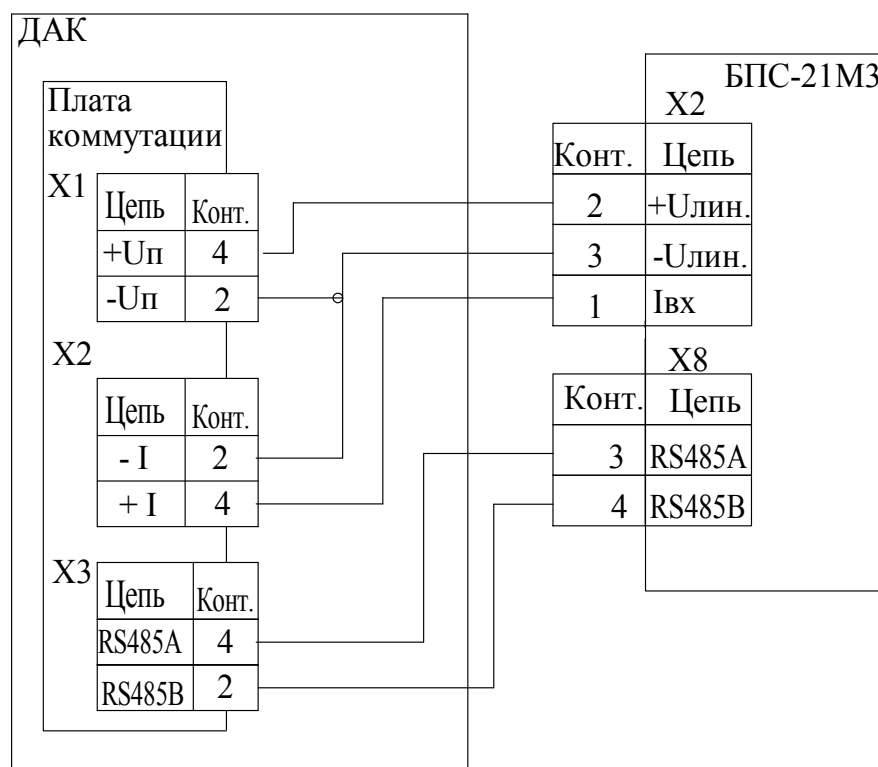 ДАК
Плата
коммутации
X1
Цепь Конт.
+Uп 4
-Uп 2
X2
Цепь Конт.
- I 2
+ I 4
X3
Цепь Конт.
RS485A 4
RS485B 2
БПС-21М3
X2
Конт. Цепь
2 +Uлин.
3 -Uлин.
1 Iвх
X8
Конт. Цепь
3 RS485A
4 RS485B